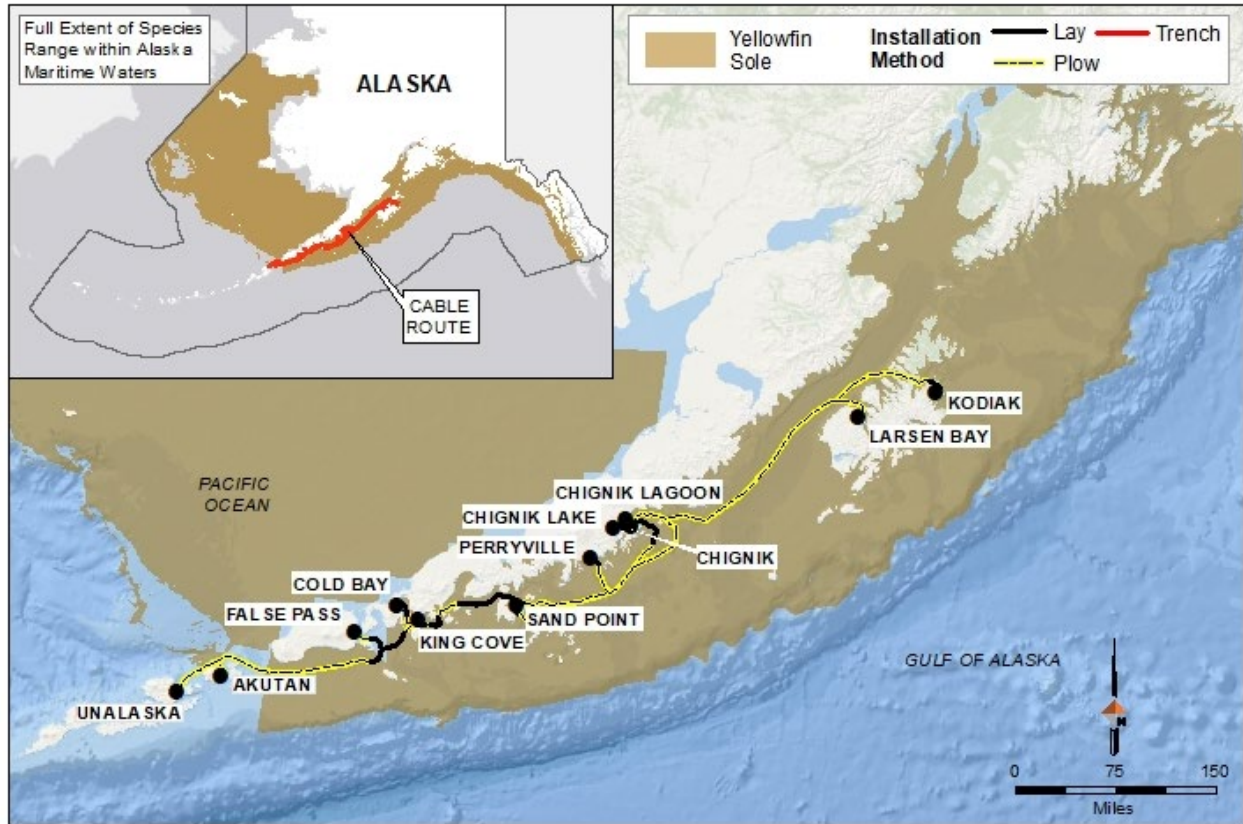 Full Extent of Species
Range within Alaska
Maritime Waters
ALASKA
CABLE
ROUTE
Yellowfin
Sole
Installation
Method
Lay
Trench
Plow
PACIFIC
OCEAN
KODIAK
LARSEN BAY
CHIGNIK LAGOON
CHIGNIK LAKE
PERRYVILLE
CHIGNIK
COLD BAY
FALSE PASS
SAND POINT
KING COVE
AKUTAN
UNALASKA
GULF OF ALASKA
N
0 75 150
Miles